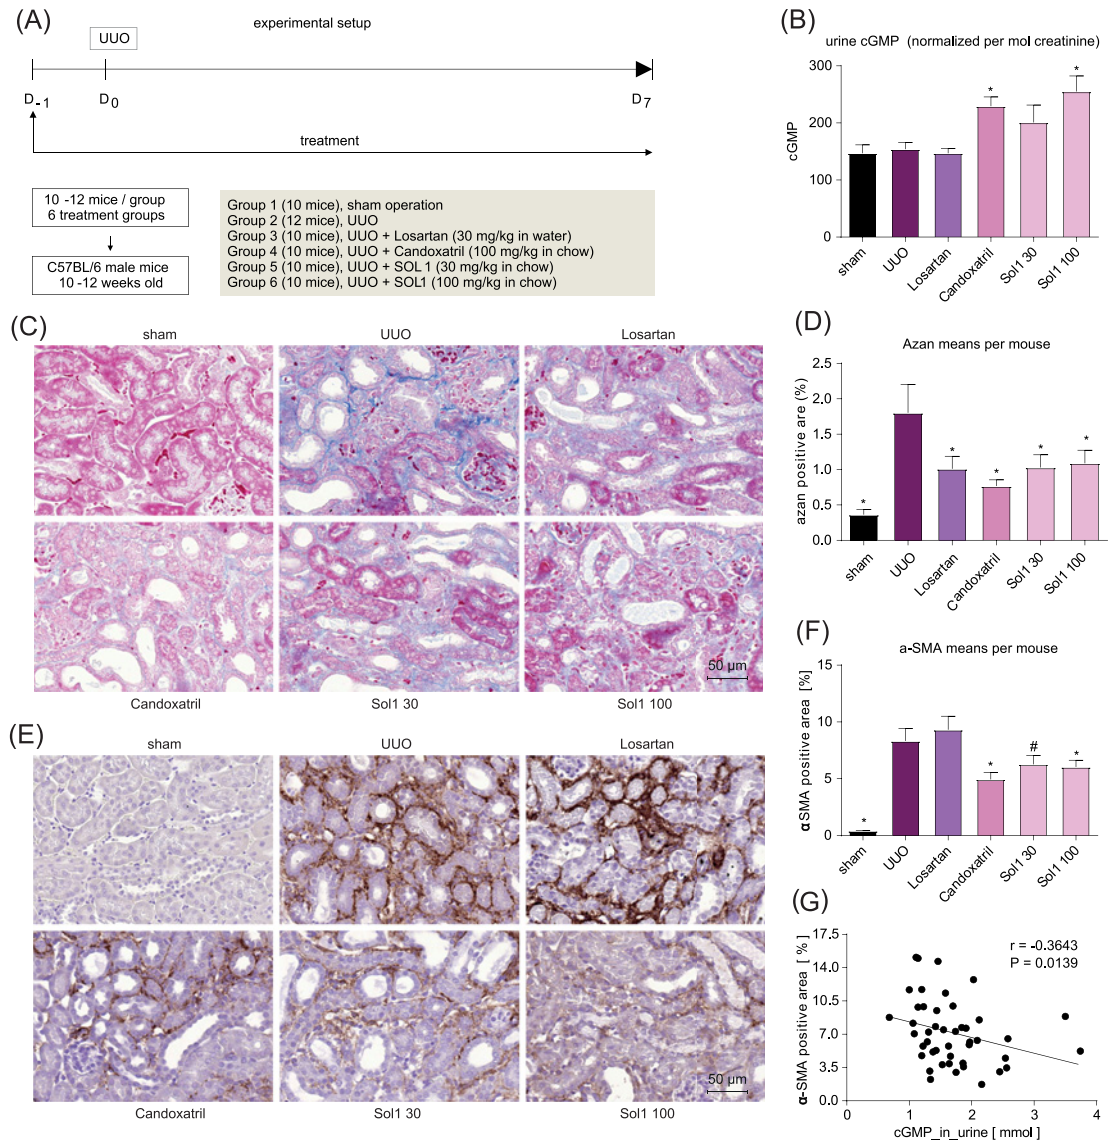 (A)
experimental setup
UUO
D-1
D0
D7
treatment
10 -12 mice / group
6 treatment groups
C57BL/6 male mice
10 -12 weeks old
Group 1 (10 mice), sham operation
Group 2 (12 mice), UUO
Group 3 (10 mice), UUO + Losartan (30 mg/kg in water)
Group 4 (10 mice), UUO + Candoxatril (100 mg/kg in chow)
Group 5 (10 mice), UUO + SOL 1 (30 mg/kg in chow)
Group 6 (10 mice), UUO + SOL1 (100 mg/kg in chow)
(B)
urine cGMP (normalized per mol creatinine)
cGMP
300
200
100
0
*
*
sham
UUO
Losartan
Candoxatril
Sol1 30
Sol1 100
(C)
sham
UUO
Losartan
Candoxatril
Sol1 30
Sol1 100
50 µm
(D)
Azan means per mouse
azan positive are (%)
2.5
2.0
1.5
1.0
0.5
0.0
*
*
*
*
*
sham
UUO
Losartan
Candoxatril
Sol1 30
Sol1 100
(E)
sham
UUO
Losartan
Candoxatril
Sol1 30
Sol1 100
50 µm
(F)
a-SMA means per mouse
αSMA positive area [%]
15
10
5
0
*
*
#
*
sham
UUO
Losartan
Candoxatril
Sol1 30
Sol1 100
(G)
α-SMA positive area [ % ]
17.5
14.0
10.5
7.0
3.5
0.0
r = -0.3643
P = 0.0139
0
1
2
3
4
cGMP_in_urine [ mmol ]